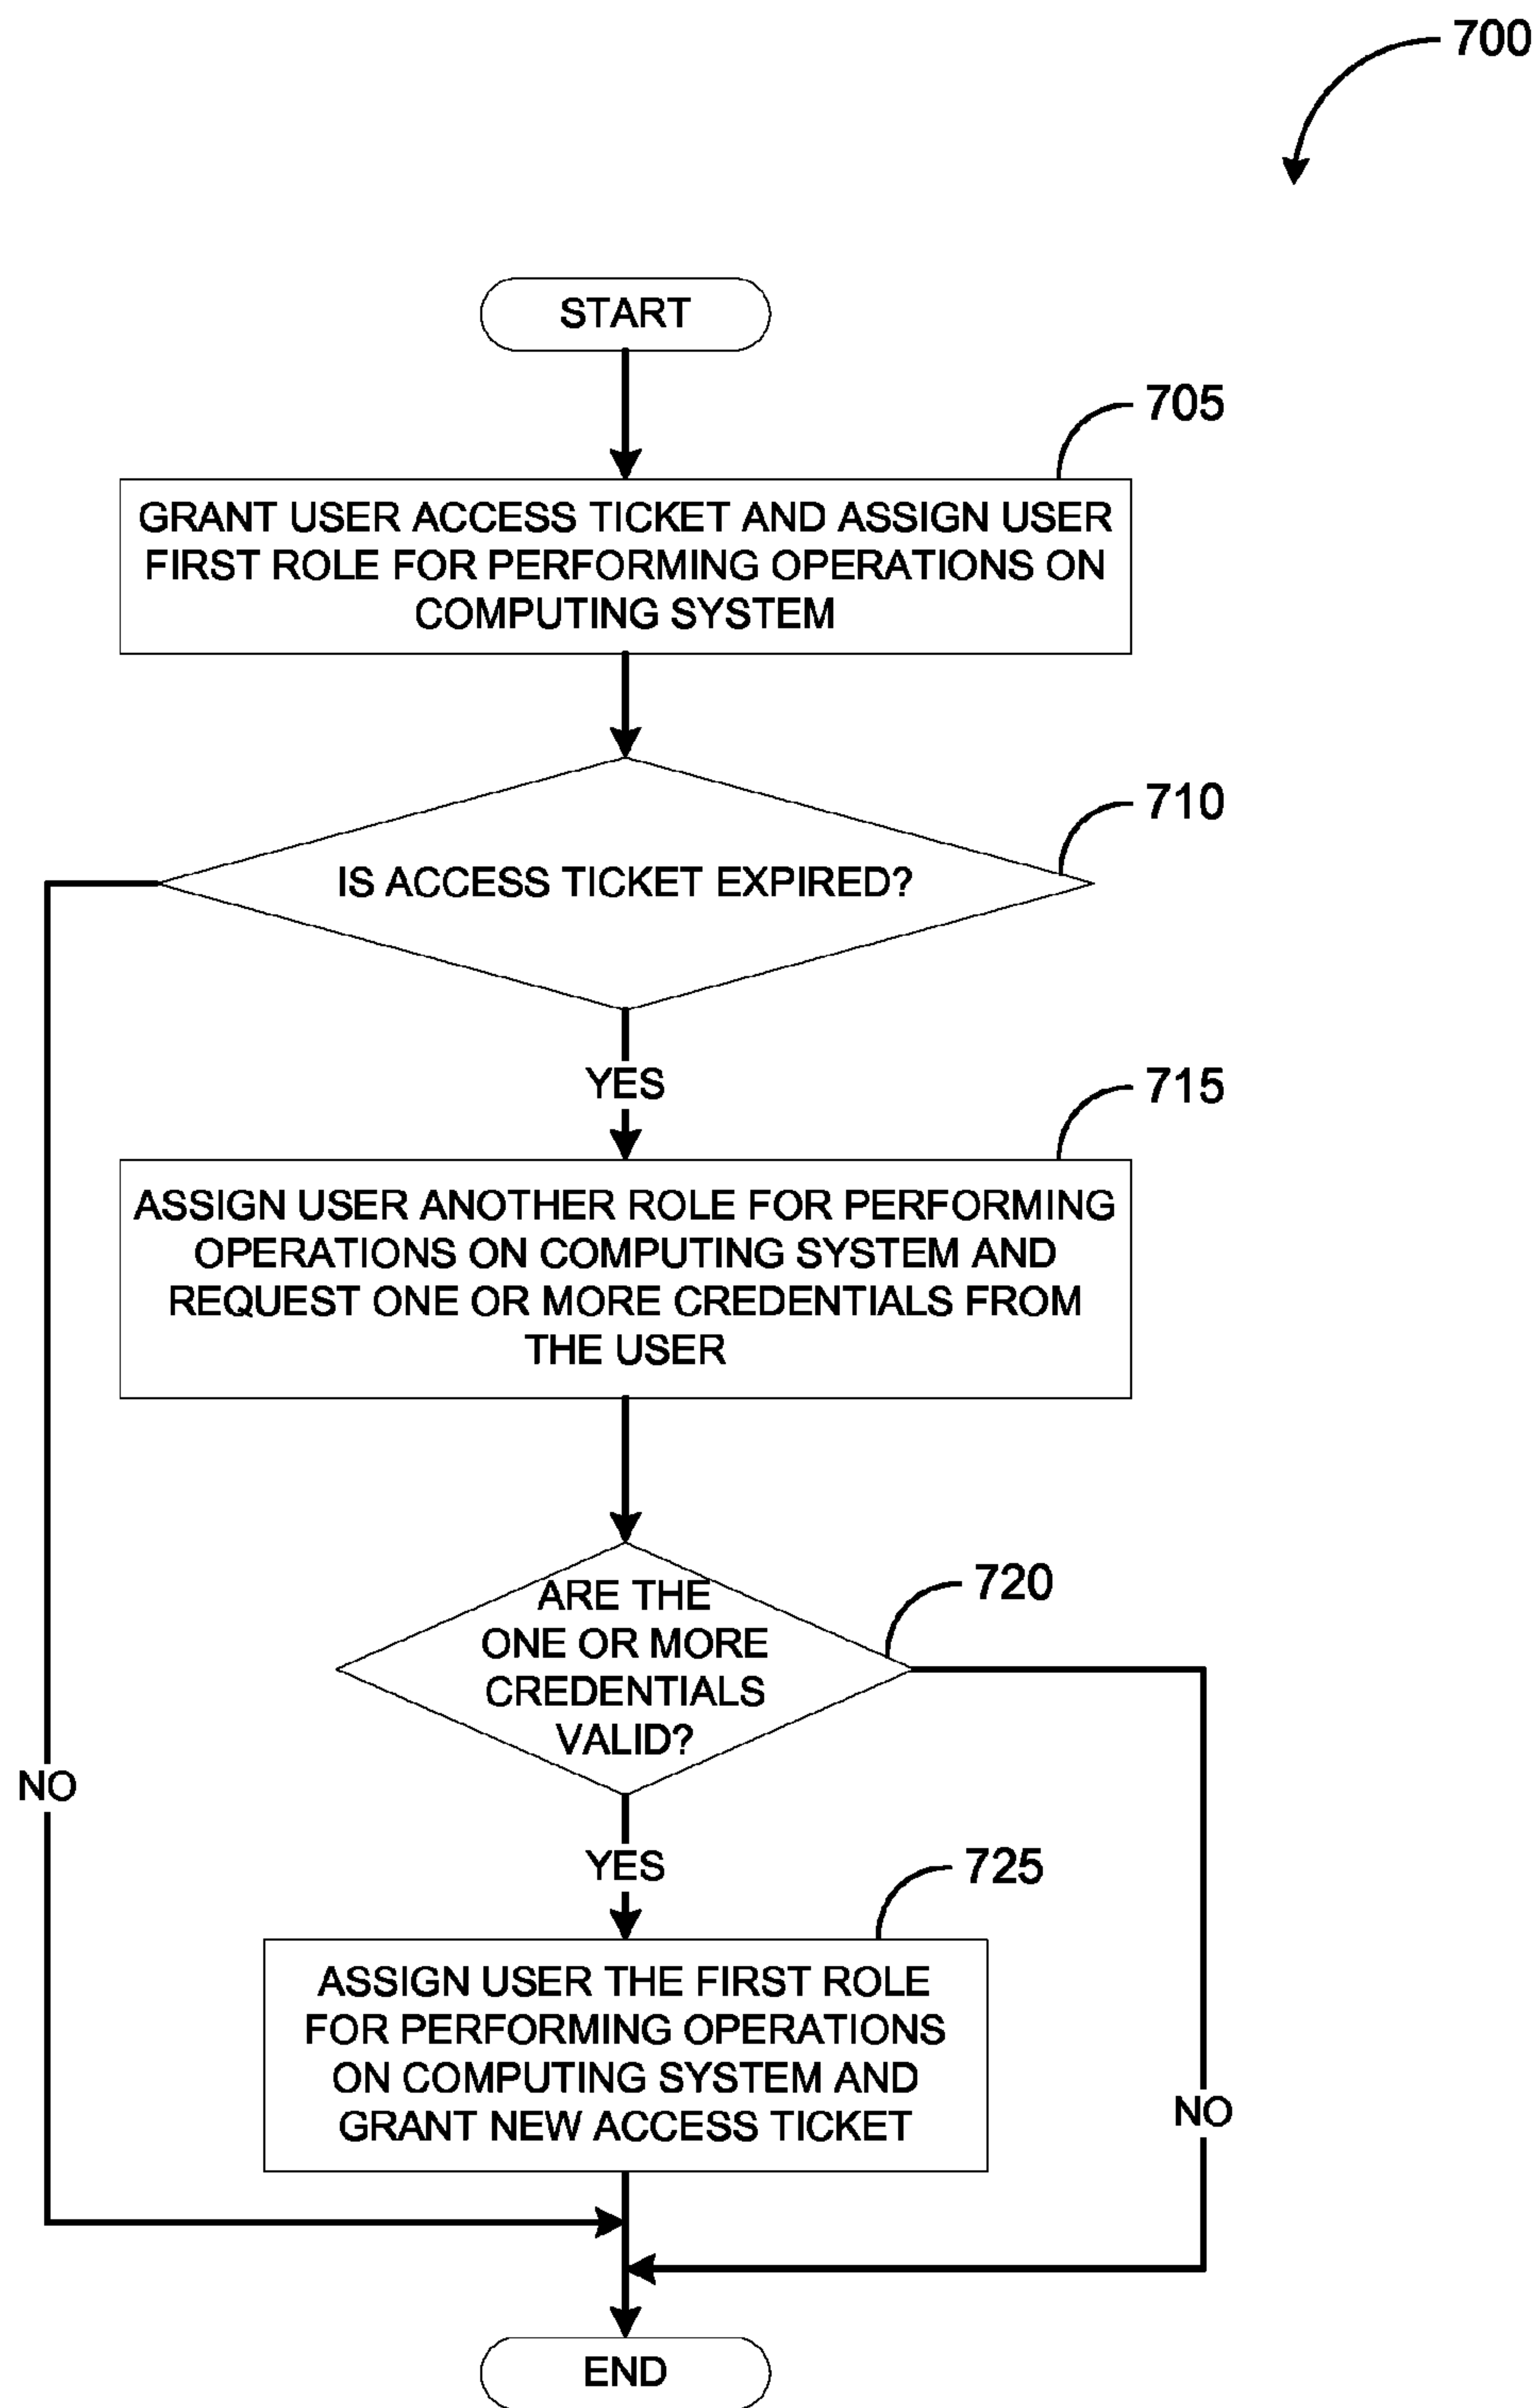 700
START
705
GRANT USER ACCESS TICKET AND ASSIGN USER
FIRST ROLE FOR PERFORMING OPERATIONS ON
COMPUTING SYSTEM
710
IS ACCESS TICKET EXPIRED?
YES
715
ASSIGN USER ANOTHER ROLE FOR PERFORMING
OPERATIONS ON COMPUTING SYSTEM AND
REQUEST ONE OR MORE CREDENTIALS FROM
THE USER
720
ARE THE
ONE OR MORE
CREDENTIALS
VALID?
NO
YES
725
ASSIGN USER THE FIRST ROLE
FOR PERFORMING OPERATIONS
ON COMPUTING SYSTEM AND
GRANT NEW ACCESS TICKET
NO
END